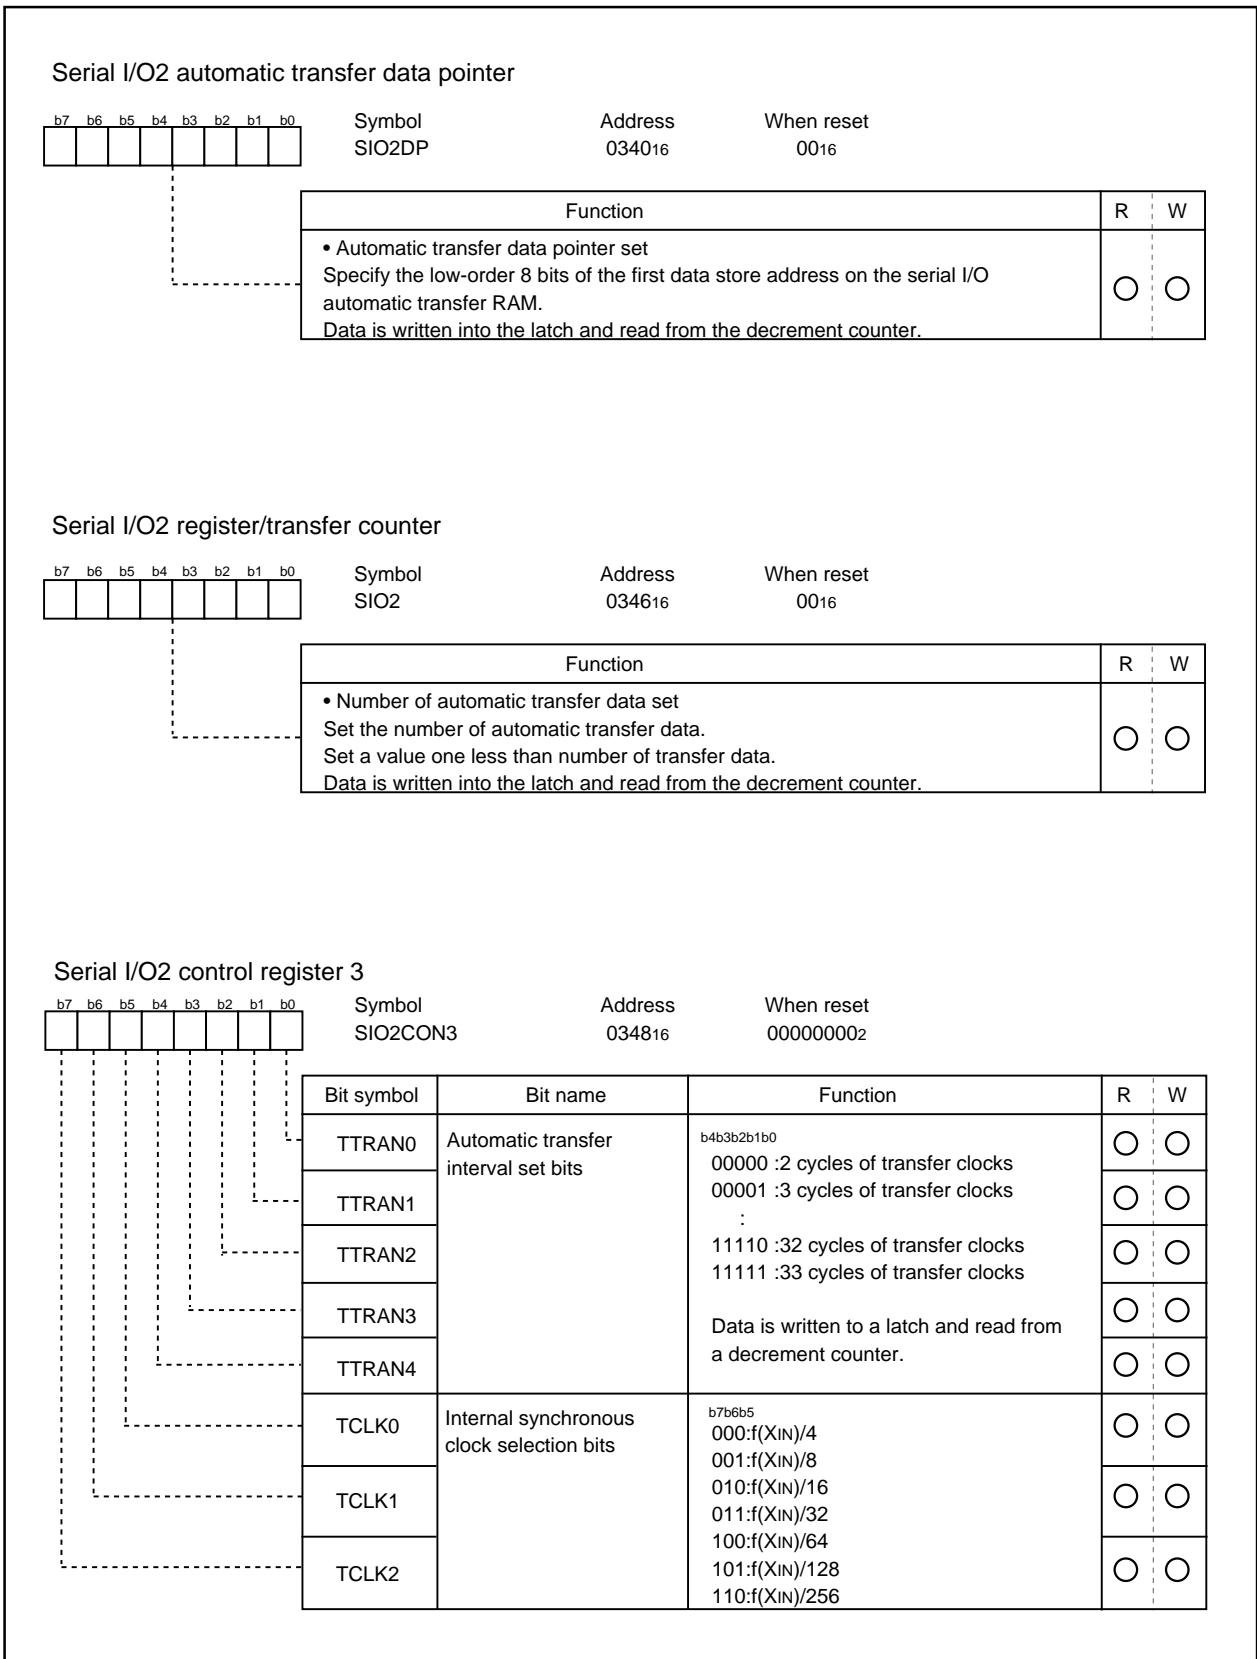 Serial I/O2 automatic transfer data pointer
b7 b6 b5 b4 b3 b2 b1 b0 Symbol Address When reset
SIO2DP 034016 0016
Function R W
• Automatic transfer data pointer set
Specify the low-order 8 bits of the first data store address on the serial I/O
automatic transfer RAM.
Data is written into the latch and read from the decrement counter.
Serial I/O2 register/transfer counter
b7 b6 b5 b4 b3 b2 b1 b0 Symbol Address When reset
SIO2 034616 0016
Function R W
• Number of automatic transfer data set
Set the number of automatic transfer data.
Set a value one less than number of transfer data.
Data is written into the latch and read from the decrement counter.
Serial I/O2 control register 3
b7 b6 b5 b4 b3 b2 b1 b0 Symbol Address When reset
SIO2CON3 034816 000000002
Bit symbol Bit name Function R W
TTRAN0 Automatic transfer b4b3b2b1b0
interval set bits 00000 :2 cycles of transfer clocks
TTRAN1 00001 :3 cycles of transfer clocks
:
TTRAN2 11110 :32 cycles of transfer clocks
11111 :33 cycles of transfer clocks
TTRAN3 Data is written to a latch and read from
TTRAN4 a decrement counter.
TCLK0 Internal synchronous b7b6b5
clock selection bits 000:f(XIN)/4
001:f(XIN)/8
TCLK1 010:f(XIN)/16
011:f(XIN)/32
100:f(XIN)/64
TCLK2 101:f(XIN)/128
110:f(XIN)/256